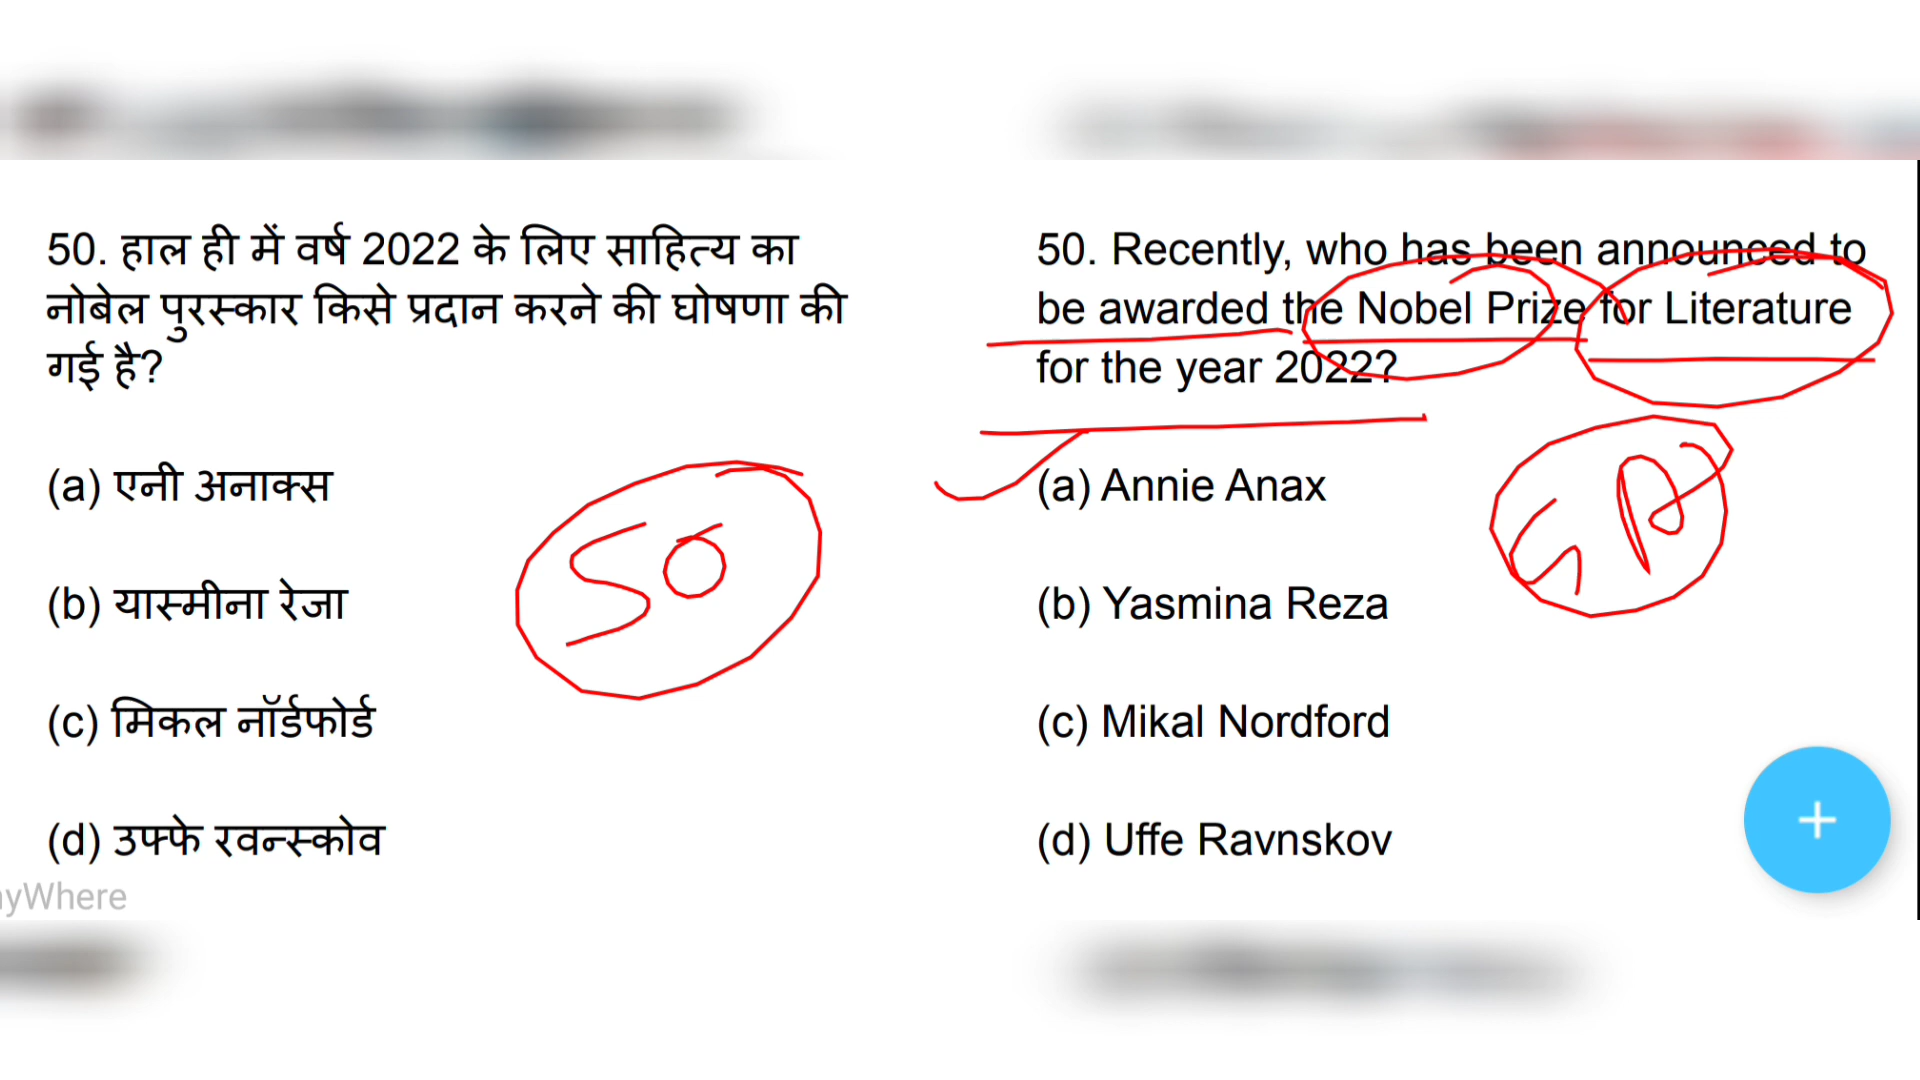 50. हाल ही में वर्ष 2022 के लिए साहित्य का
नोबेल पुरस्कार किसे प्रदान करने की घोषणा की
गई है?
(a) एनी अनाक्स
(b) यास्मीना रेजा
(c) मिकल नॉर्डफोर्ड
(d) उफ्फे रवन्स्कोव
50
yWhere
50. Recently, who has been announced to
be awarded the Nobel Prize for Literature
for the year 2022?
(a) Annie Anax
(b) Yasmina Reza
(c) Mikal Nordford
(d) Uffe Ravnskov